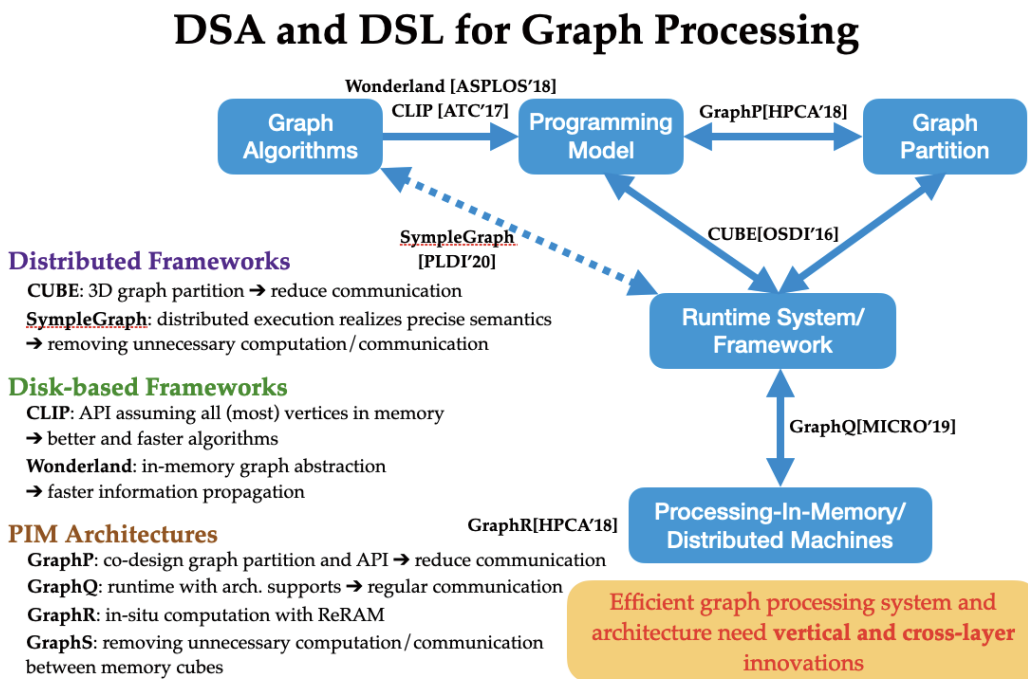 DSA and DSL for Graph Processing
Wonderland [ASPLOS'18]
CLIP [ATC'17]
Graph
Algorithms
Programming
Model
GraphP[HPCA'18]
Graph
Partition
SympleGraph
[PLDI'20]
CUBE[OSDI'16]
Runtime System/
Framework
GraphQ[MICRO'19]
GraphR[HPCA'18]
Processing-In-Memory/
Distributed Machines
Distributed Frameworks
CUBE: 3D graph partition ➔ reduce communication
SympleGraph: distributed execution realizes precise semantics
➔ removing unnecessary computation/communication
Disk-based Frameworks
CLIP: API assuming all (most) vertices in memory
➔ better and faster algorithms
Wonderland: in-memory graph abstraction
➔ faster information propagation
PIM Architectures
GraphP: co-design graph partition and API ➔ reduce communication
GraphQ: runtime with arch. supports ➔ regular communication
GraphR: in-situ computation with ReRAM
GraphS: removing unnecessary computation/communication
between memory cubes
Efficient graph processing system and
architecture need vertical and cross-layer
innovations